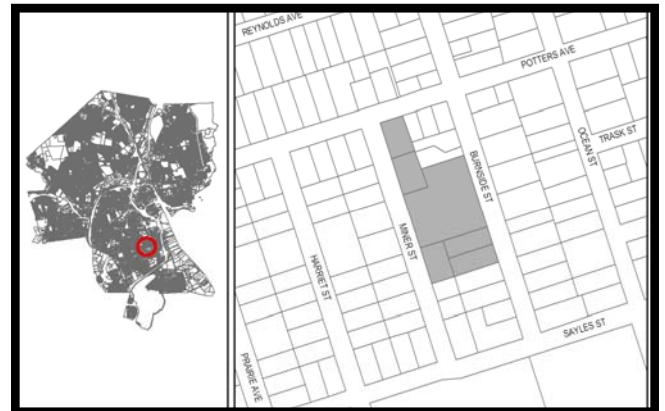 REYNOLDS AVE
POTTERS AVE
OCEAN ST
TRASK ST
BURNSIDE ST
MINER ST
HARRIET ST
SAYLES ST
PRAIRIE AVE